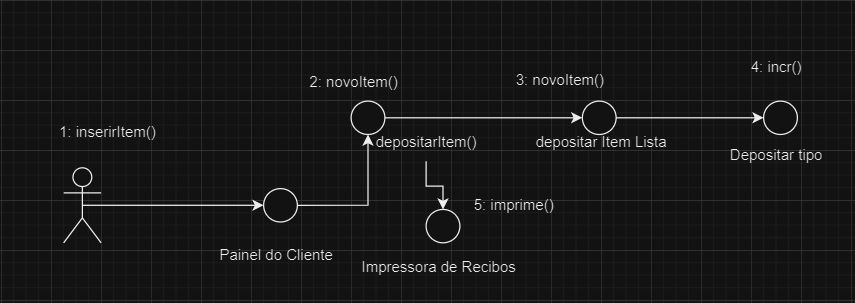 4: incr()
2: novoItem()
3: novoItem()
1: inserirItem()
depositarItem()
depositar Item Lista
Depositar tipo
5: imprime()
Painel do Cliente
Impressora de Recibos